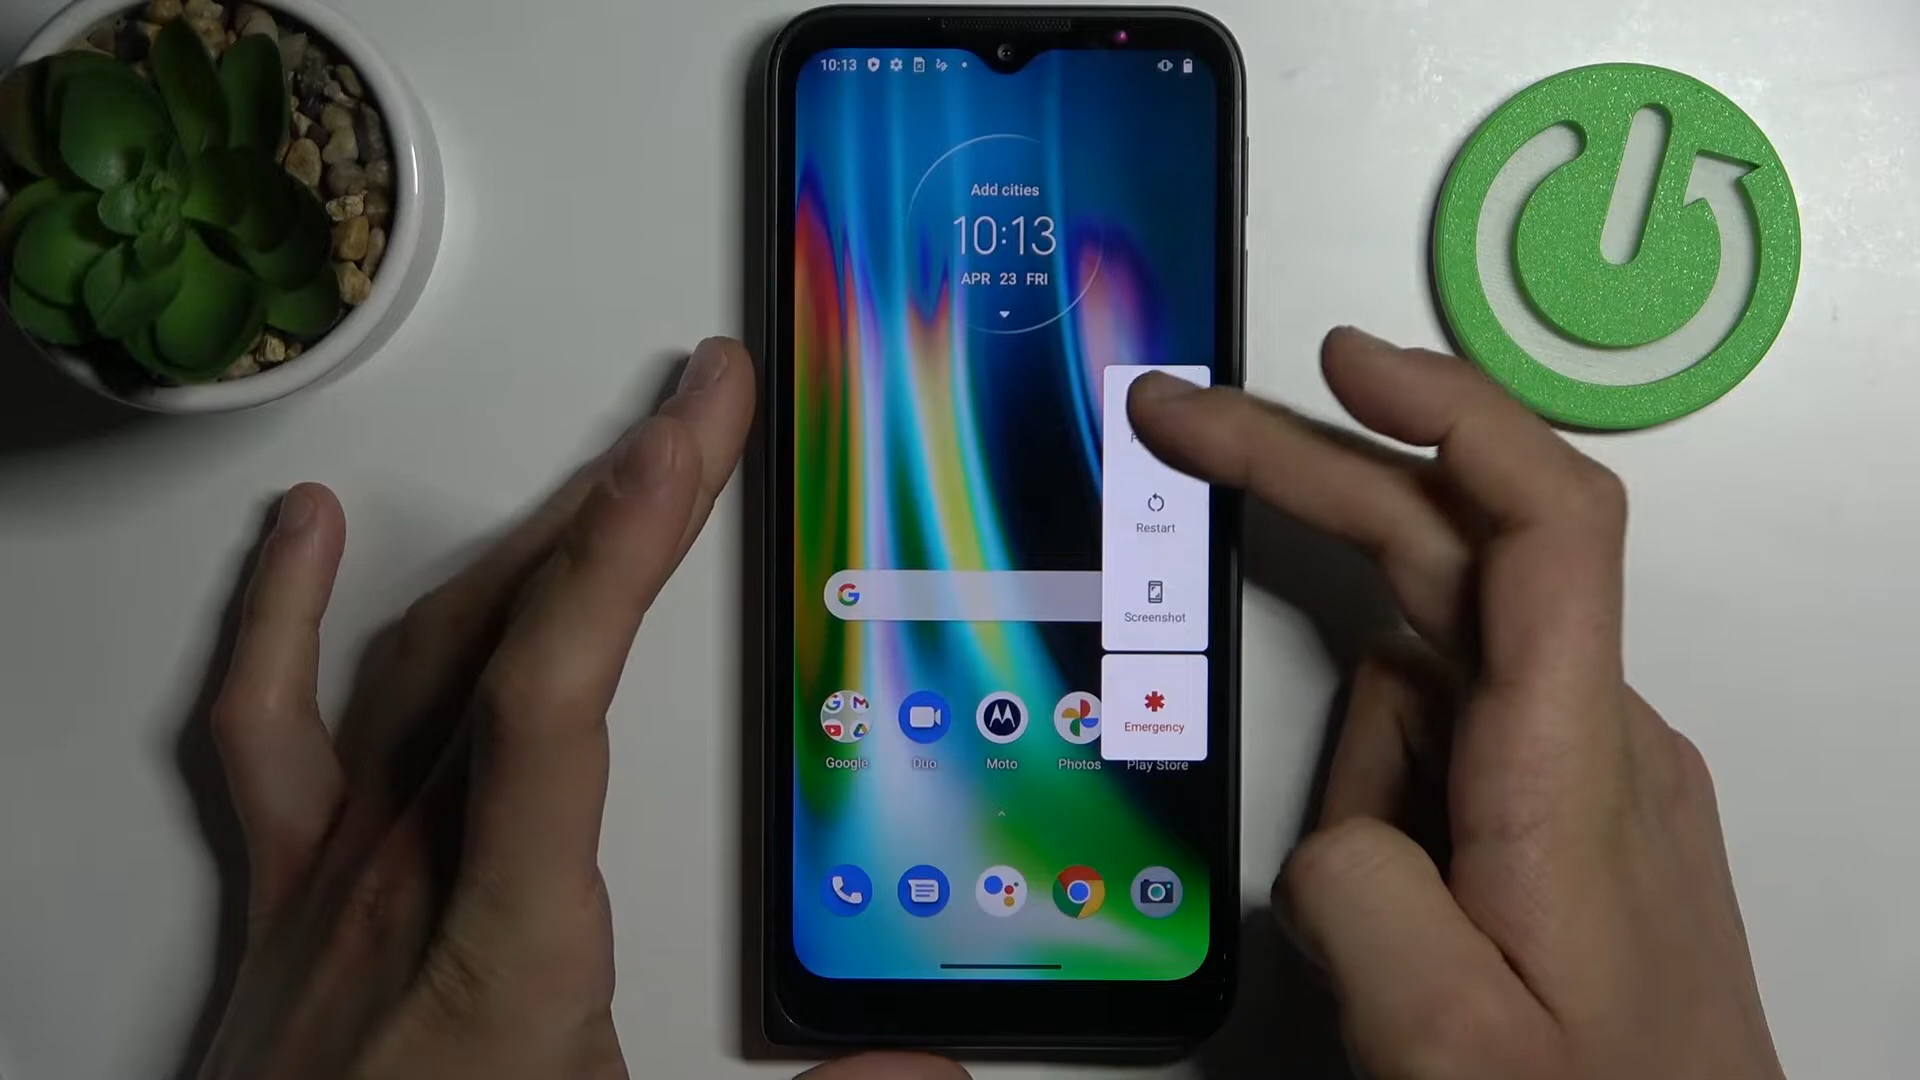 10:13
Add cities
10:13
APR 23 FRI
Restart
Screenshot
Emergency
Google
Duo
Moto
Photos
Play Store